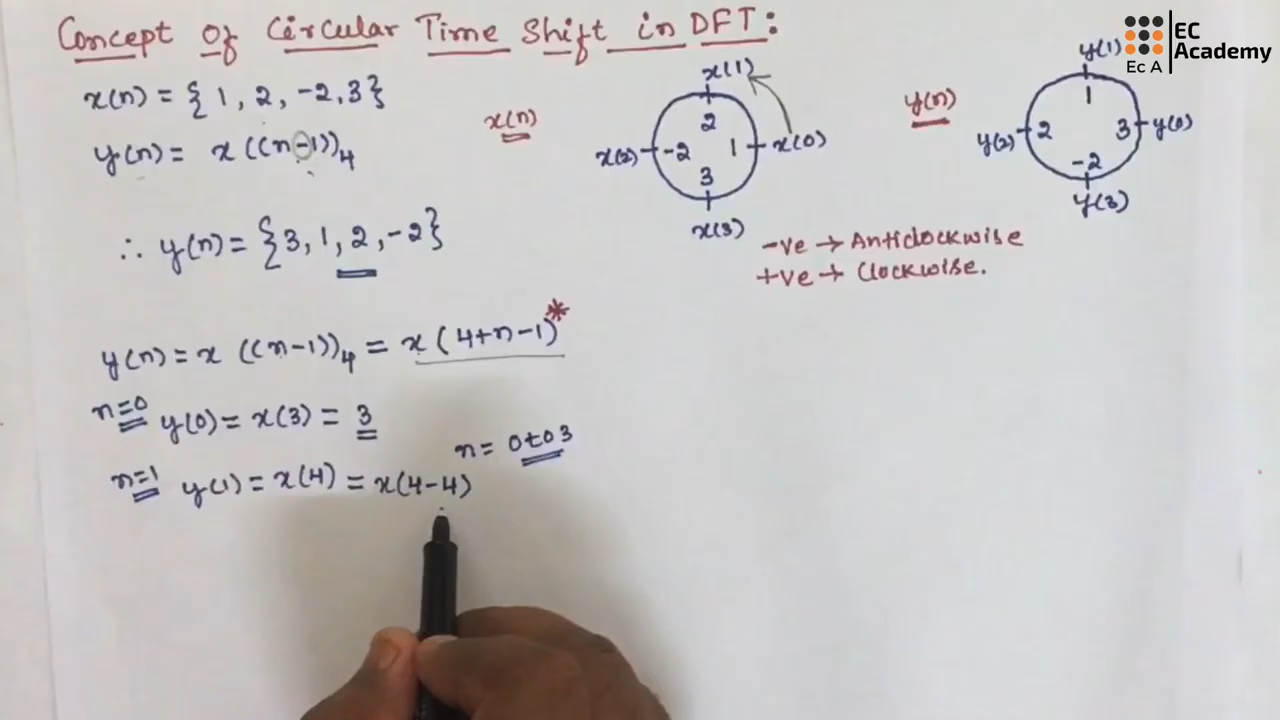 Concept Of Circular Time Shift in DFT:
EC
Academy
Ec A
x(n) = { 1, 2, -2, 3}
y(n) = x ((n-1))4
∴ y(n) = {3, 1, 2, -2}
x(n)
x(1)
2
x(2) -2 1 x(0)
3
x(3)
y(n)
y(1)
1
y(2) 2 3 y(0)
-2
y(3)
-ve → Anticlockwise
+ve → Clockwise.
y(n) = x ((n-1))4 = x (4+n-1)*
n=0 y(0) = x(3) = 3
n = 0 to 3
n=1 y(1) = x(4) = x(4-4)